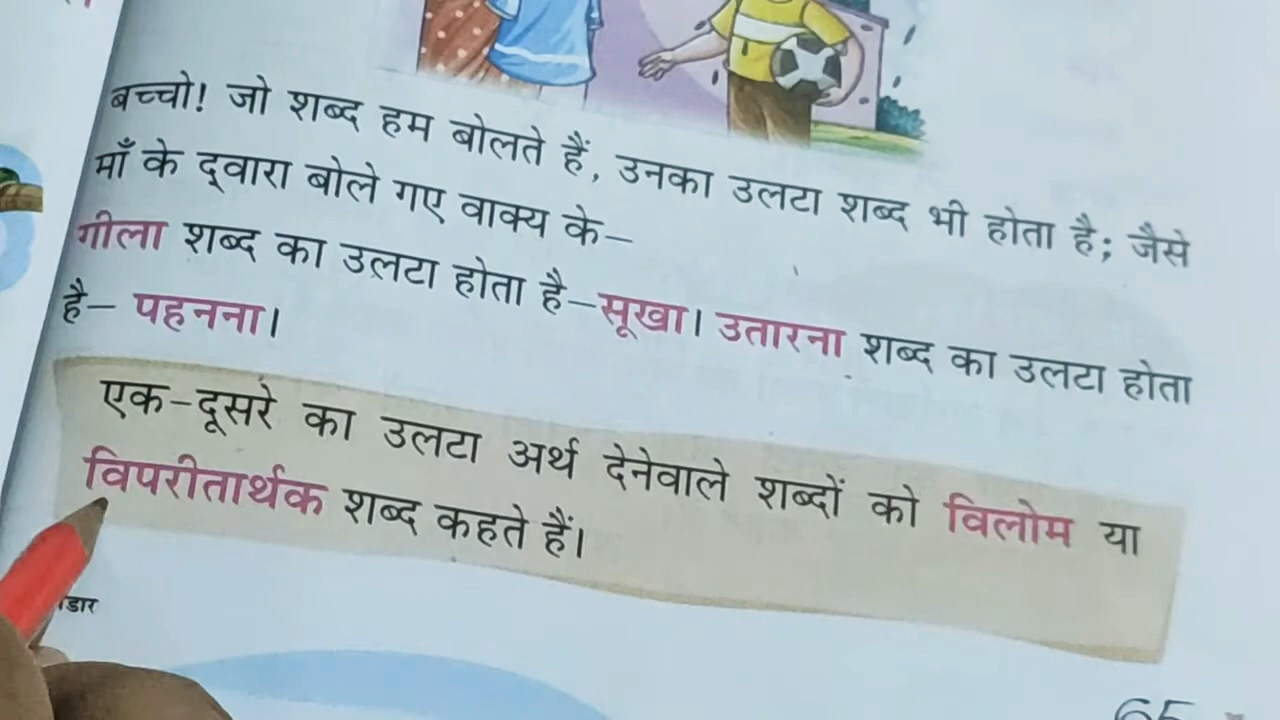 बच्चो! जो शब्द हम बोलते हैं, उनका उलटा शब्द भी होता है; जैसे
माँ के द्वारा बोले गए वाक्य के–
गीला शब्द का उलटा होता है–सूखा। उतारना शब्द का उलटा होता
है– पहनना।
एक-दूसरे का उलटा अर्थ देनेवाले शब्दों को विलोम या
विपरीतार्थक शब्द कहते हैं।
65